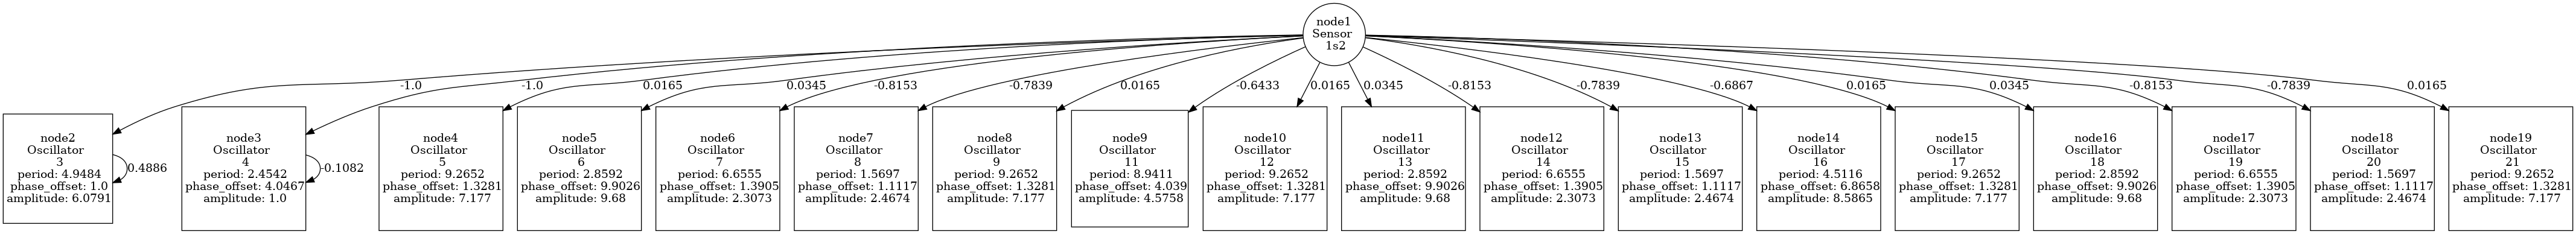 node1
Sensor
1s2
-1.0
-1.0
0.0165
0.0345
-0.8153
-0.7839
0.0165
-0.6433
0.0165
0.0345
-0.8153
-0.7839
-0.6867
0.0165
0.0345
-0.8153
-0.7839
0.0165
node2
Oscillator
3
period: 4.9484
phase_offset: 1.0
amplitude: 6.0791
0.4886
node3
Oscillator
4
period: 2.4542
phase_offset: 4.0467
amplitude: 1.0
-0.1082
node4
Oscillator
5
period: 9.2652
phase_offset: 1.3281
amplitude: 7.177
node5
Oscillator
6
period: 2.8592
phase_offset: 9.9026
amplitude: 9.68
node6
Oscillator
7
period: 6.6555
phase_offset: 1.3905
amplitude: 2.3073
node7
Oscillator
8
period: 1.5697
phase_offset: 1.1117
amplitude: 2.4674
node8
Oscillator
9
period: 9.2652
phase_offset: 1.3281
amplitude: 7.177
node9
Oscillator
11
period: 8.9411
phase_offset: 4.039
amplitude: 4.5758
node10
Oscillator
12
period: 9.2652
phase_offset: 1.3281
amplitude: 7.177
node11
Oscillator
13
period: 2.8592
phase_offset: 9.9026
amplitude: 9.68
node12
Oscillator
14
period: 6.6555
phase_offset: 1.3905
amplitude: 2.3073
node13
Oscillator
15
period: 1.5697
phase_offset: 1.1117
amplitude: 2.4674
node14
Oscillator
16
period: 4.5116
phase_offset: 6.8658
amplitude: 8.5865
node15
Oscillator
17
period: 9.2652
phase_offset: 1.3281
amplitude: 7.177
node16
Oscillator
18
period: 2.8592
phase_offset: 9.9026
amplitude: 9.68
node17
Oscillator
19
period: 6.6555
phase_offset: 1.3905
amplitude: 2.3073
node18
Oscillator
20
period: 1.5697
phase_offset: 1.1117
amplitude: 2.4674
node19
Oscillator
21
period: 9.2652
phase_offset: 1.3281
amplitude: 7.177